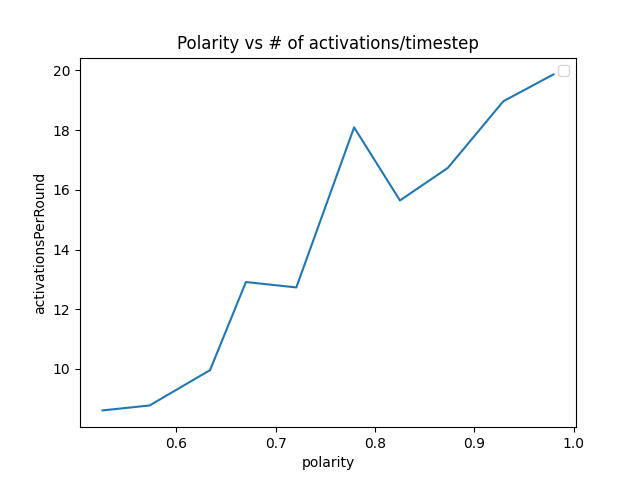 Polarity vs # of activations/timestep
20
18
16
14
12
10
activationsPerRound
0.6 0.7 0.8 0.9 1.0
polarity